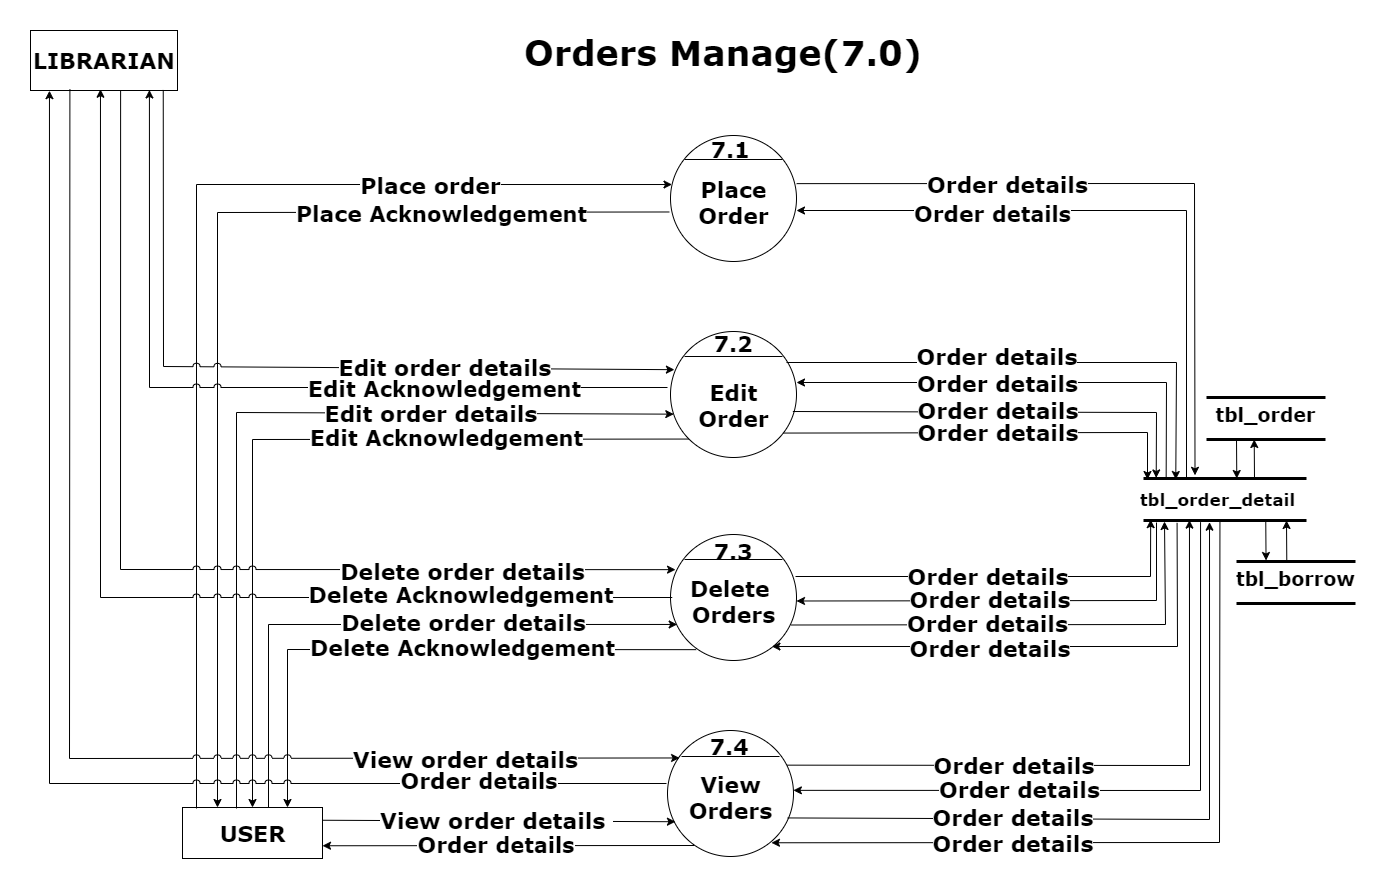 LIBRARIAN
Orders Manage(7.0)
7.1
Place
Order
Place order
Place Acknowledgement
Order details
Order details
7.2
Edit
Order
Edit order details
Edit Acknowledgement
Edit order details
Edit Acknowledgement
Order details
Order details
Order details
Order details
tbl_order
tbl_order_detail
tbl_borrow
7.3
Delete
Orders
Delete order details
Delete Acknowledgement
Delete order details
Delete Acknowledgement
Order details
Order details
Order details
Order details
7.4
View
Orders
View order details
Order details
View order details
Order details
Order details
Order details
Order details
Order details
USER